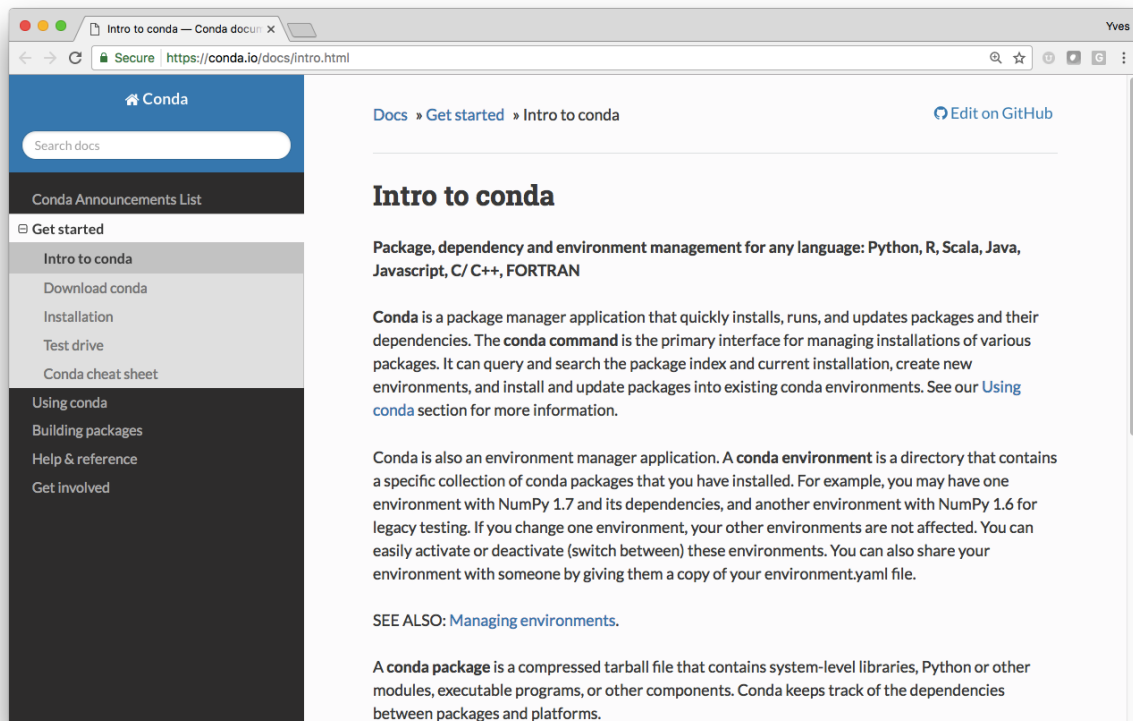 Intro to conda — Conda docum
Yves
Secure https://conda.io/docs/intro.html
Conda
Search docs
Conda Announcements List
Get started
Intro to conda
Download conda
Installation
Test drive
Conda cheat sheet
Using conda
Building packages
Help & reference
Get involved
Docs » Get started » Intro to conda
Edit on GitHub
Intro to conda
Package, dependency and environment management for any language: Python, R, Scala, Java,
Javascript, C/ C++, FORTRAN
Conda is a package manager application that quickly installs, runs, and updates packages and their
dependencies. The conda command is the primary interface for managing installations of various
packages. It can query and search the package index and current installation, create new
environments, and install and update packages into existing conda environments. See our Using
conda section for more information.
Conda is also an environment manager application. A conda environment is a directory that contains
a specific collection of conda packages that you have installed. For example, you may have one
environment with NumPy 1.7 and its dependencies, and another environment with NumPy 1.6 for
legacy testing. If you change one environment, your other environments are not affected. You can
easily activate or deactivate (switch between) these environments. You can also share your
environment with someone by giving them a copy of your environment.yaml file.
SEE ALSO: Managing environments.
A conda package is a compressed tarball file that contains system-level libraries, Python or other
modules, executable programs, or other components. Conda keeps track of the dependencies
between packages and platforms.